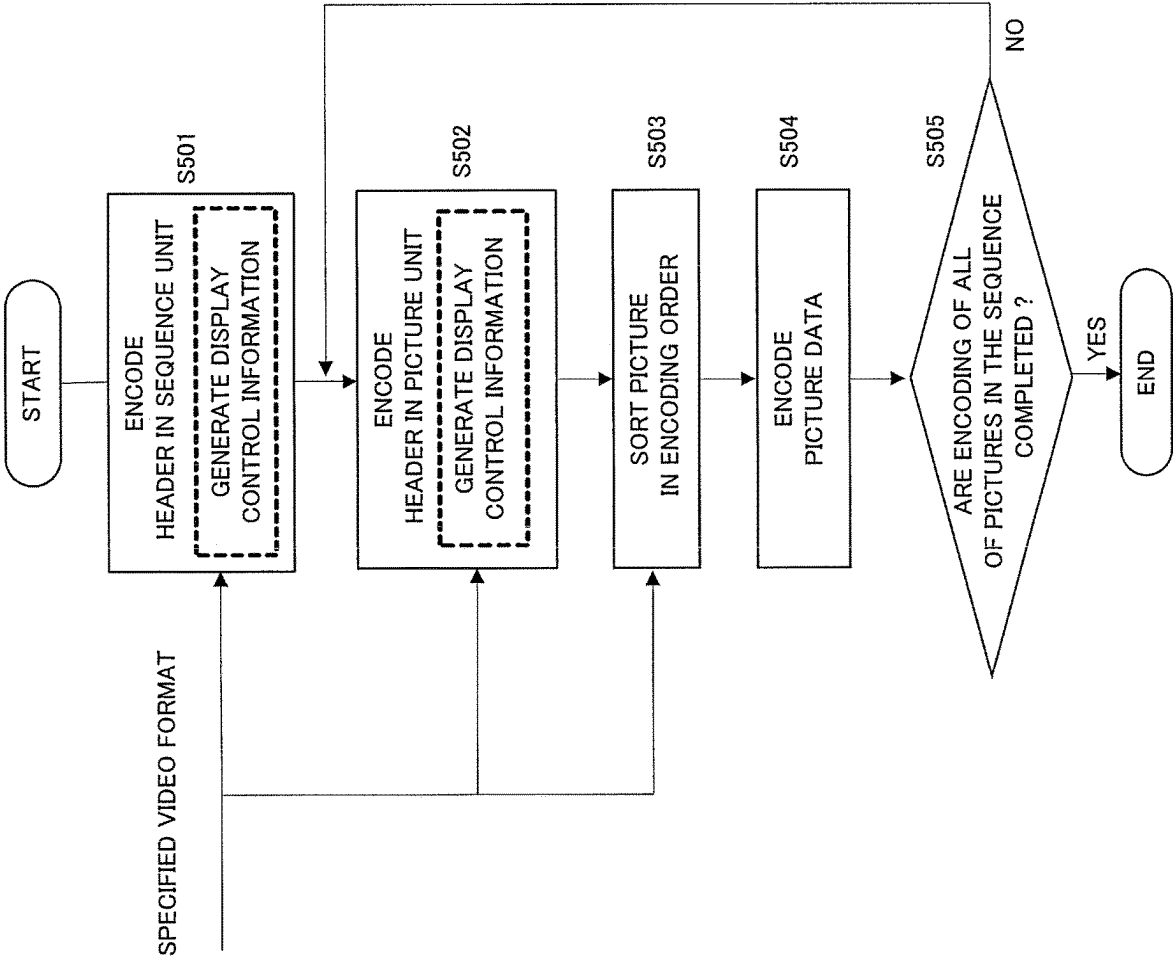 START
SPECIFIED VIDEO FORMAT
S501
ENCODE
HEADER IN SEQUENCE UNIT
GENERATE DISPLAY
CONTROL INFORMATION
S502
ENCODE
HEADER IN PICTURE UNIT
GENERATE DISPLAY
CONTROL INFORMATION
S503
SORT PICTURE
IN ENCODING ORDER
S504
ENCODE
PICTURE DATA
S505
ARE ENCODING OF ALL
OF PICTURES IN THE SEQUENCE
COMPLETED ?
NO
YES
END